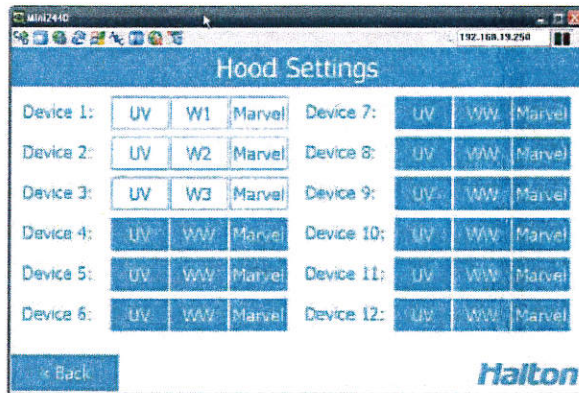 Mini2440
192.168.19.250
Hood Settings
Device 1: UV W1 Marvel Device 7: UV WW Marvel
Device 2: UV W2 Marvel Device 8: UV WW Marvel
Device 3: UV W3 Marvel Device 9: UV WW Marvel
Device 4: UV WW Marvel Device 10: UV WW Marvel
Device 5: UV WW Marvel Device 11: UV WW Marvel
Device 6: UV WW Marvel Device 12: UV WW Marvel
< Back Halton